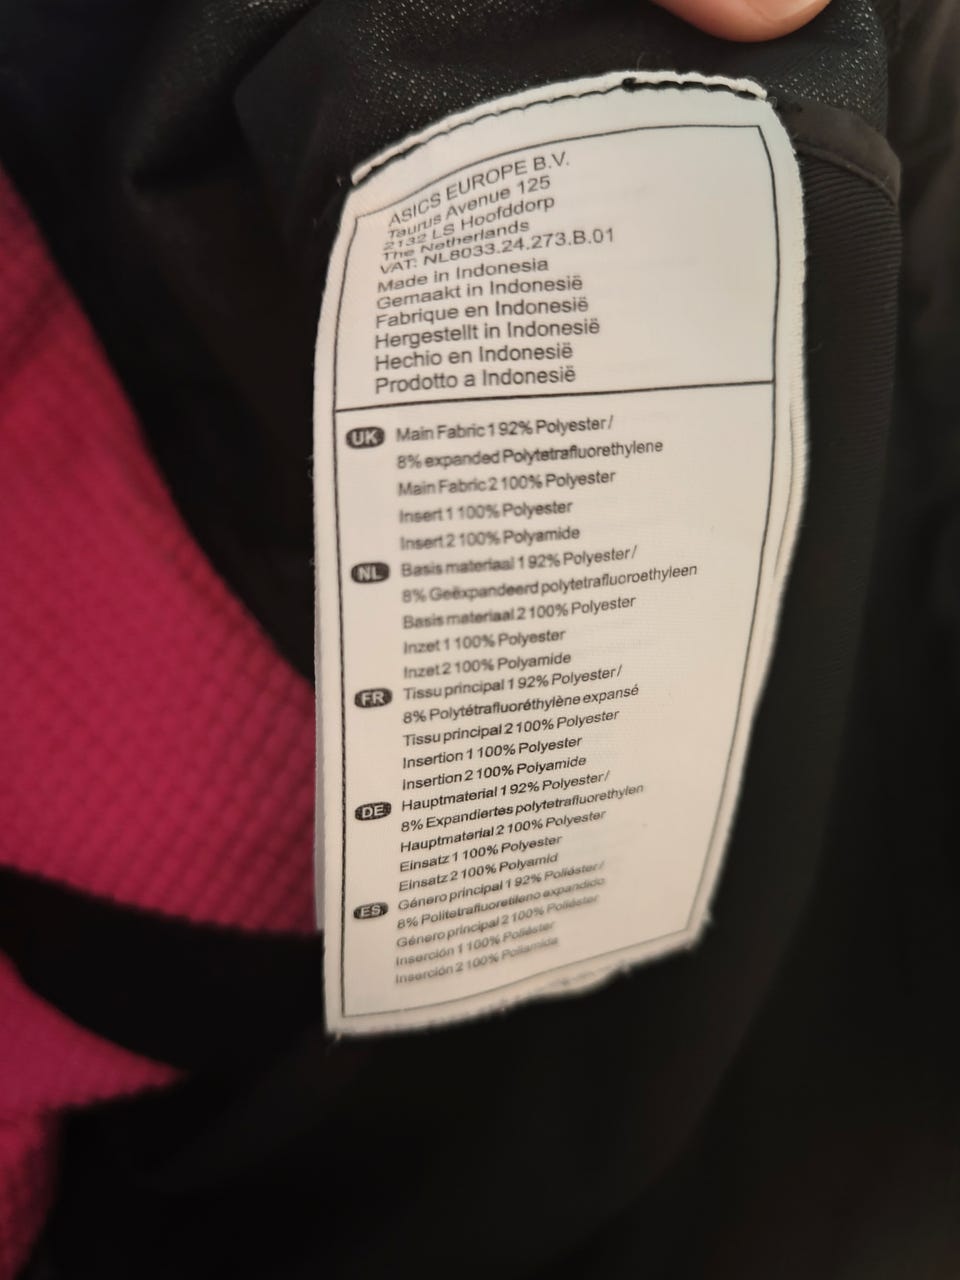 ASICS EUROPE B.V.
Taurus Avenue 125
2132 LS Hoofddorp
The Netherlands
VAT: NL8033.24.273.B.01
Made in Indonesia
Gemaakt in Indonesië
Fabrique en Indonesië
Hergestellt in Indonesië
Hechio en Indonesië
Prodotto a Indonesië
UK Main Fabric 1 92% Polyester /
8% expanded Polytetrafluorethylene
Main Fabric 2 100% Polyester
Insert 1 100% Polyester
Insert 2 100% Polyamide
NL Basis materiaal 1 92% Polyester /
8% Geëxpandeerd polytetrafluoroethyleen
Basis materiaal 2 100% Polyester
Inzet 1 100% Polyester
Inzet 2 100% Polyamide
FR Tissu principal 1 92% Polyester /
8% Polytétrafluoréthylène expansé
Tissu principal 2 100% Polyester
Insertion 1 100% Polyester
Insertion 2 100% Polyamide
DE Hauptmaterial 1 92% Polyester /
8% Expandiertes polytetrafluorethylen
Hauptmaterial 2 100% Polyester
Einsatz 1 100% Polyester
Einsatz 2 100% Polyamid
ES Género principal 1 92% Poliéster /
8% Politetrafluoretileno expandido
Género principal 2 100% Poliéster
Inserción 1 100% Poliéster
Inserción 2 100% Poliamida